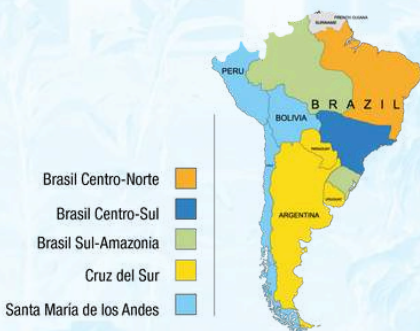 SURINAME
FRENCH GUIANA
PERU
BRAZIL
BOLIVIA
PARAGUAY
CHILE
URUGUAY
ARGENTINA
Brasil Centro-Norte
Brasil Centro-Sul
Brasil Sul-Amazonia
Cruz del Sur
Santa María de los Andes